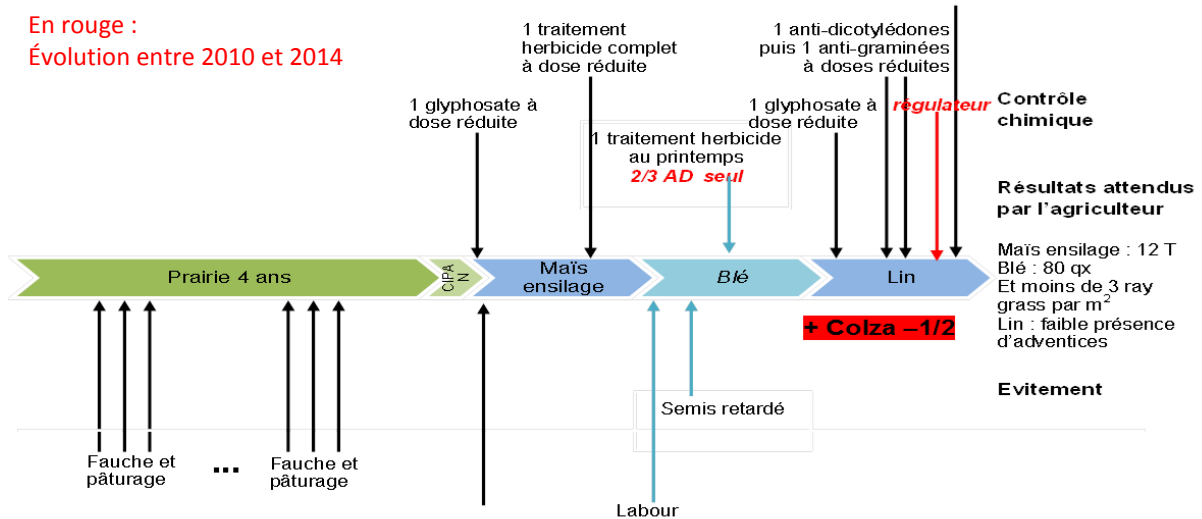 En rouge :
Évolution entre 2010 et 2014
1 traitement
herbicide complet
à dose réduite
1 anti-dicotylédones
puis 1 anti-graminées
à doses réduites
1 glyphosate à
dose réduite
1 glyphosate à
dose réduite
régulateur
Contrôle
chimique
1 traitement herbicide
au printemps
2/3 AD seul
Résultats attendus
par l'agriculteur
Prairie 4 ans
CIPA
N
Maïs
ensilage
Blé
Lin
Maïs ensilage : 12 T
Blé : 80 qx
Et moins de 3 ray
grass par m²
Lin : faible présence
d'adventices
+ Colza –1/2
Evitement
Semis retardé
Fauche et
pâturage
...
Fauche et
pâturage
Labour